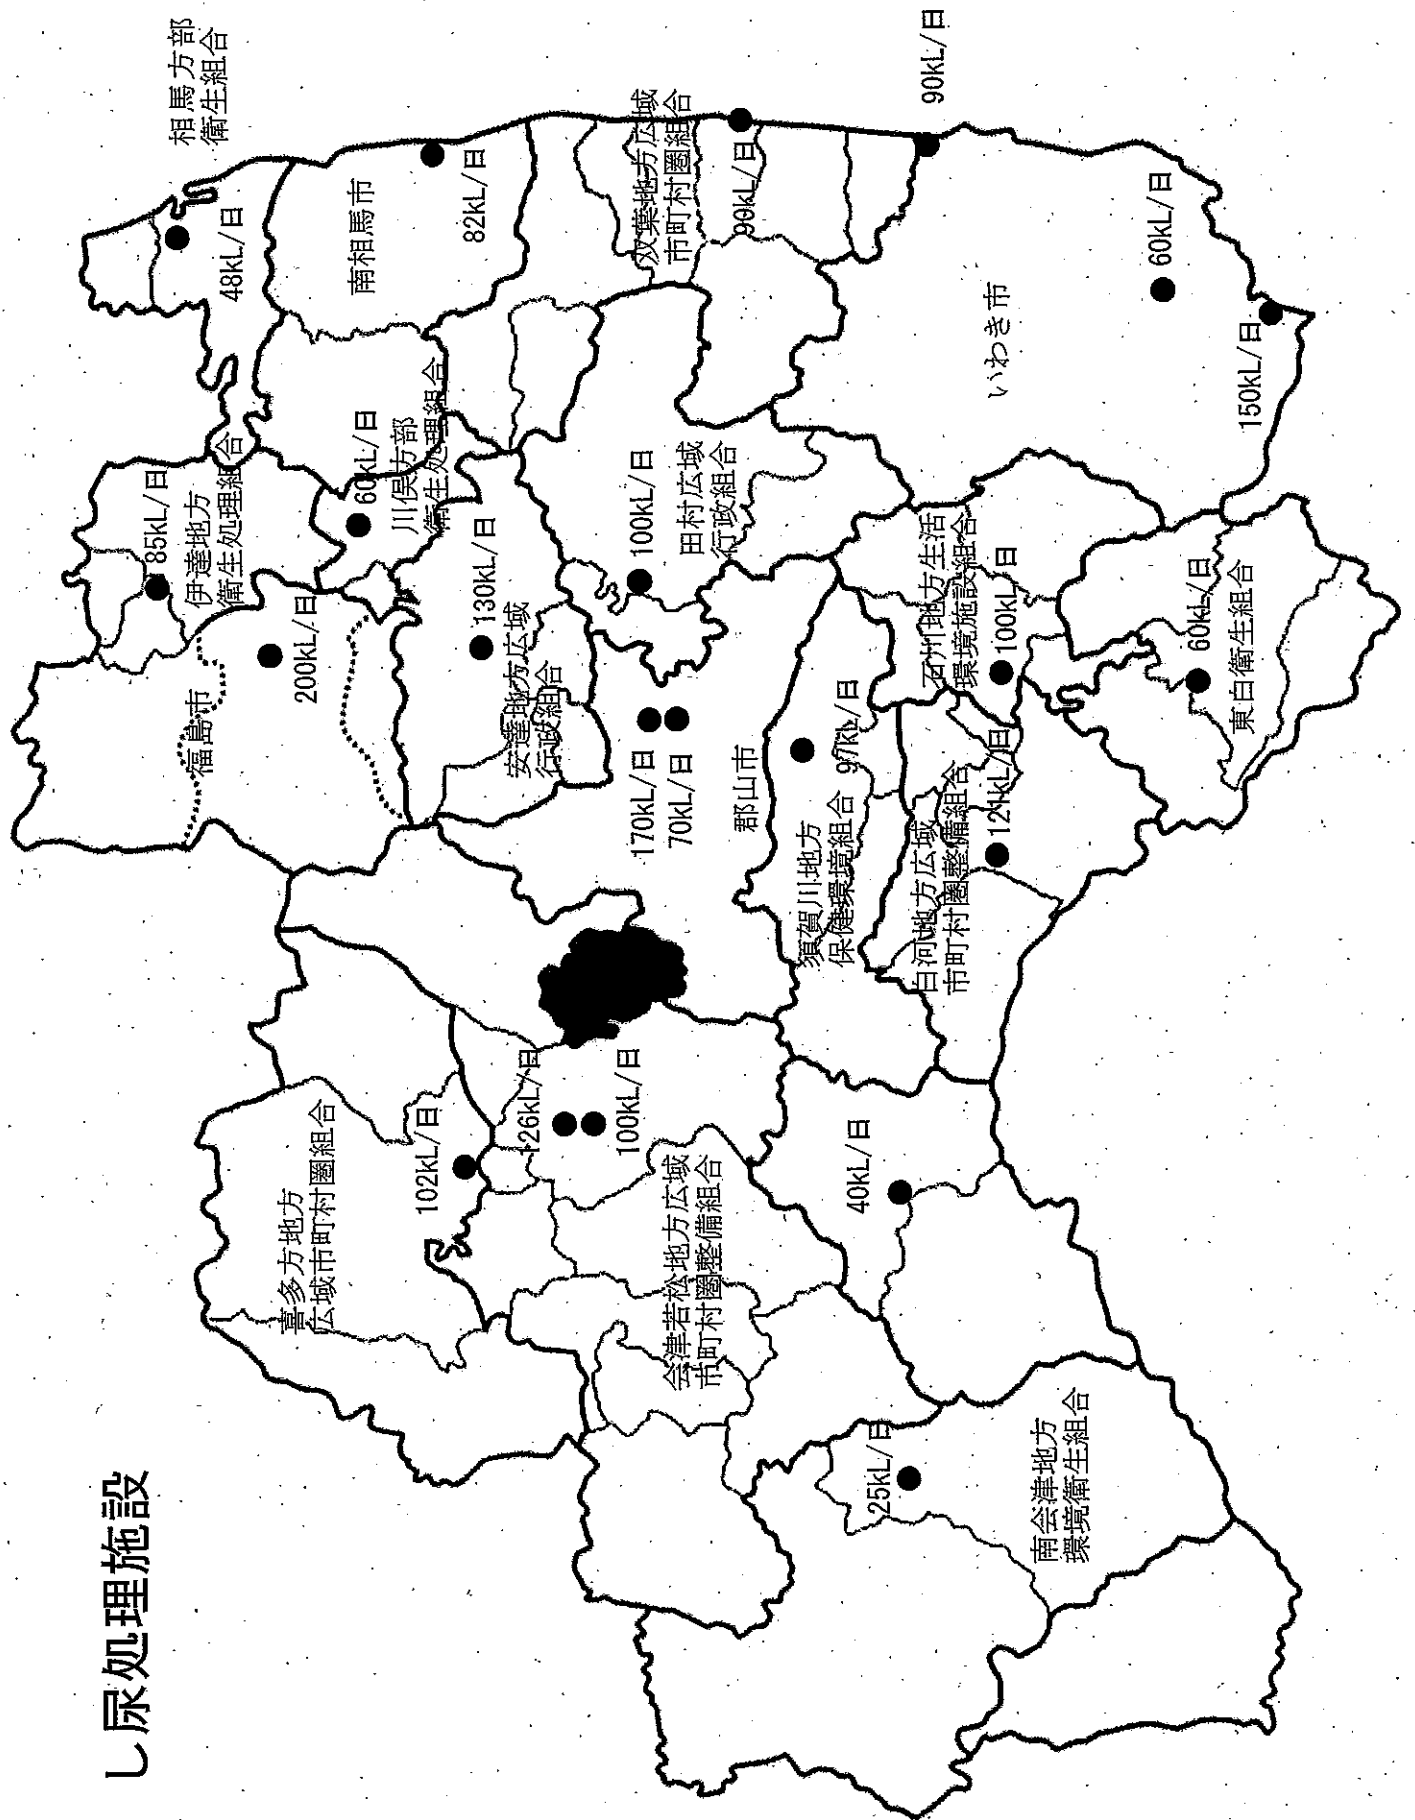 し尿処理施設
相馬方部
衛生組合
48kL/日
南相馬市
82kL/日
双葉地方広域
市町村圏組合
90kL/日
90kL/日
いわき市
60kL/日
150kL/日
85kL/日
伊達地方
衛生処理組合
60kL/日
川俣方部
衛生処理組合
福島市
200kL/日
130kL/日
安達地方広域
行政組合
100kL/日
田村広域
行政組合
170kL/日
70kL/日
郡山市
須賀川地方
保健環境組合
97kL/日
石川地方生活
環境施設組合
100kL/日
白河地方広域
市町村圏整備組合
121kL/日
60kL/日
東白衛生組合
喜多方地方
広域市町村圏組合
102kL/日
126kL/日
100kL/日
会津若松地方広域
市町村圏整備組合
40kL/日
25kL/日
南会津地方
環境衛生組合